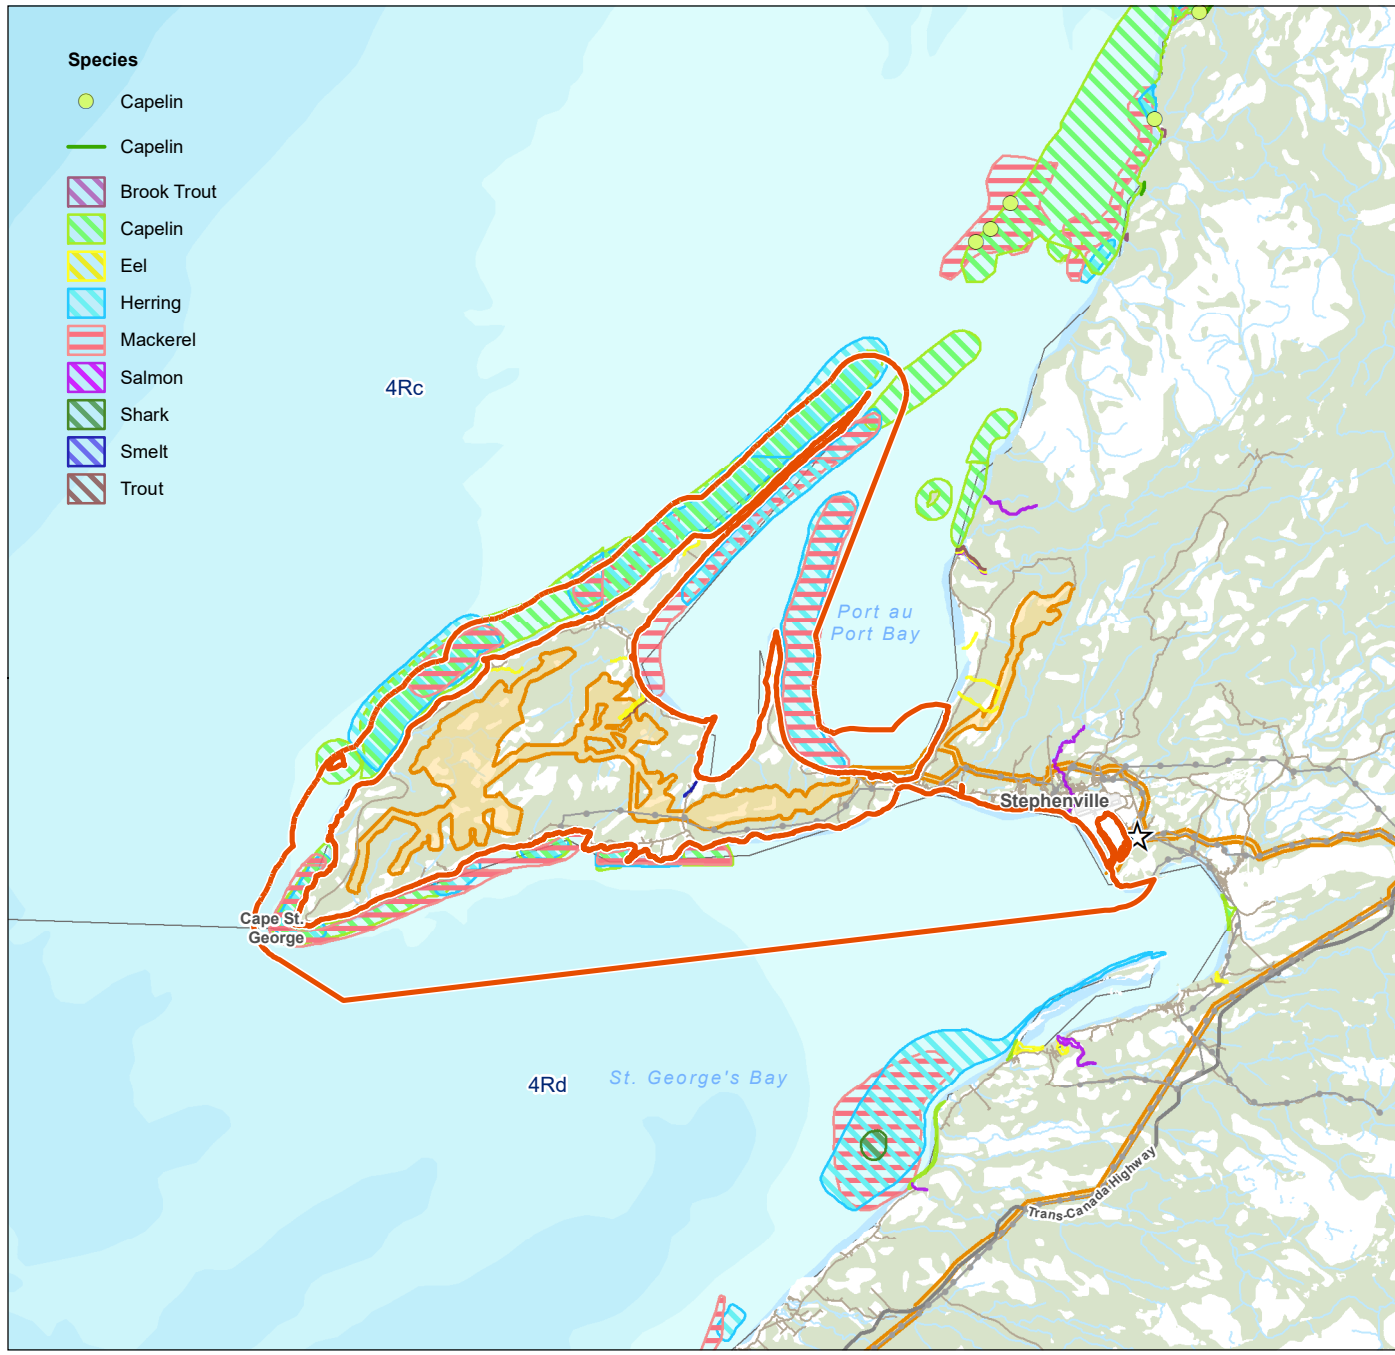 Species
Capelin
Capelin
Brook Trout
Capelin
Eel
Herring
Mackerel
Salmon
Shark
Smelt
Trout
4Rc
Port au
Port Bay
Stephenville
Cape St.
George
4Rd
St. George's Bay
Trans-Canada Highway